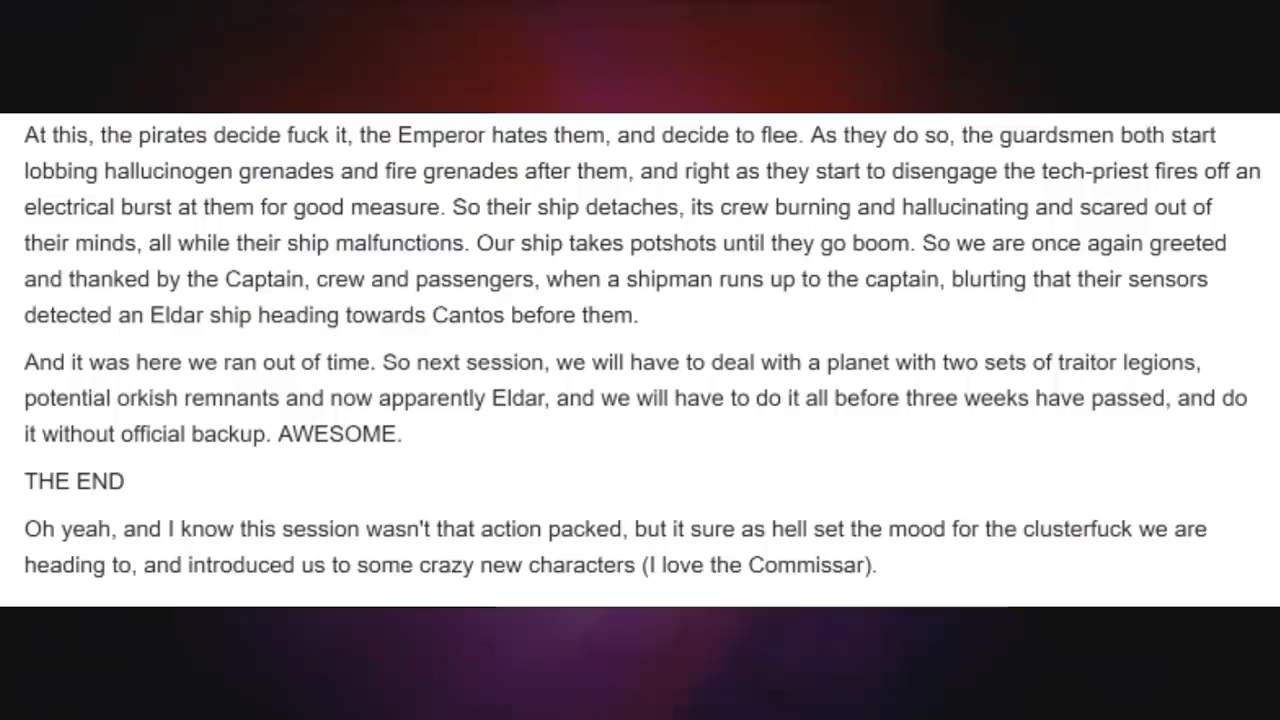 At this, the pirates decide fuck it, the Emperor hates them, and decide to flee. As they do so, the guardsmen both start
lobbing hallucinogen grenades and fire grenades after them, and right as they start to disengage the tech-priest fires off an
electrical burst at them for good measure. So their ship detaches, its crew burning and hallucinating and scared out of
their minds, all while their ship malfunctions. Our ship takes potshots until they go boom. So we are once again greeted
and thanked by the Captain, crew and passengers, when a shipman runs up to the captain, blurting that their sensors
detected an Eldar ship heading towards Cantos before them.
And it was here we ran out of time. So next session, we will have to deal with a planet with two sets of traitor legions,
potential orkish remnants and now apparently Eldar, and we will have to do it all before three weeks have passed, and do
it without official backup. AWESOME.
THE END
Oh yeah, and I know this session wasn't that action packed, but it sure as hell set the mood for the clusterfuck we are
heading to, and introduced us to some crazy new characters (I love the Commissar).